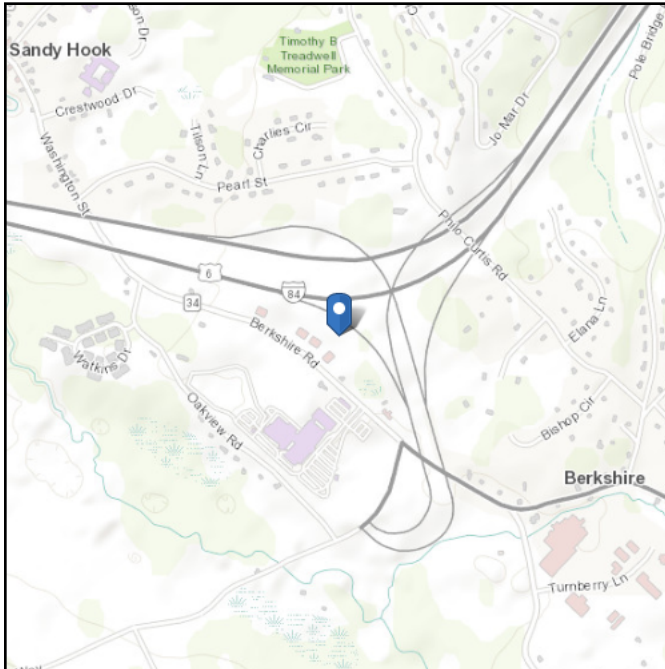 Sandy Hook
son Dr
Timothy B
Treadwell
Memorial Park
Pole Bridge
Crestwood Dr
Tilson Ln
Charlies Cir
Jo-Mar Dr
Washington St
Pearl St
Philo Curtis Rd
6
84
34
Berkshire Rd
Elana Ln
Watkins Dr
Oakview Rd
Bishop Cir
Berkshire
Turnberry Ln